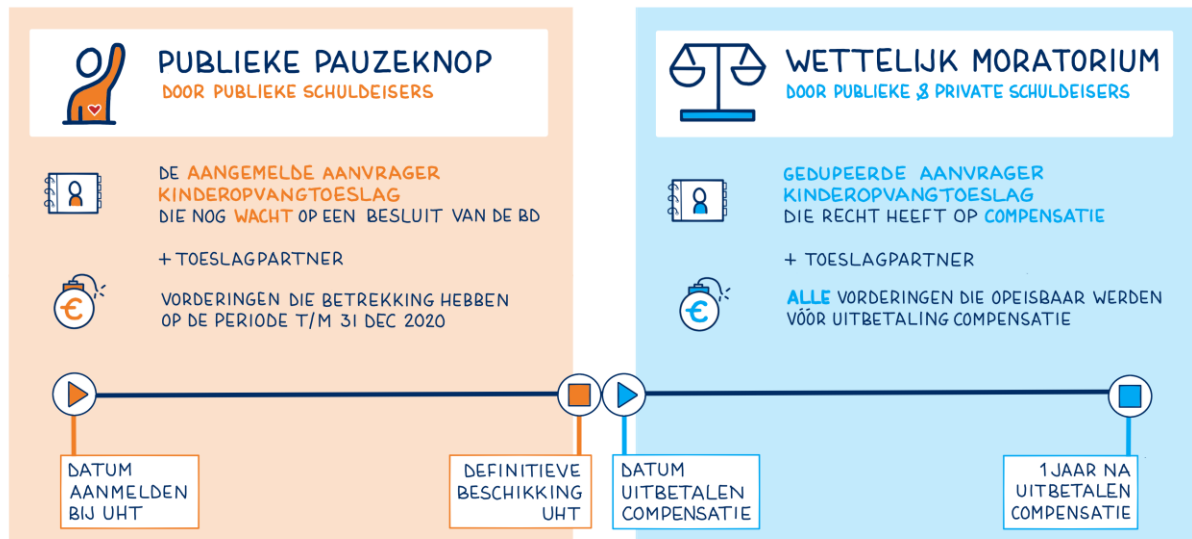 PUBLIEKE PAUZEKNOP
DOOR PUBLIEKE SCHULDEISERS
DE AANGEMELDE AANVRAGER
KINDEROPVANGTOESLAG
DIE NOG WACHT OP EEN BESLUIT VAN DE BD
+ TOESLAGPARTNER
€
VORDERINGEN DIE BETREKKING HEBBEN
OP DE PERIODE T/M 31 DEC 2020
DATUM
AANMELDEN
BIJ UHT
DEFINITIEVE
BESCHIKKING
UHT
WETTELIJK MORATORIUM
DOOR PUBLIEKE & PRIVATE SCHULDEISERS
GEDUPEERDE AANVRAGER
KINDEROPVANGTOESLAG
DIE RECHT HEEFT OP COMPENSATIE
+ TOESLAGPARTNER
€
ALLE VORDERINGEN DIE OPEISBAAR WERDEN
VÓÓR UITBETALING COMPENSATIE
DATUM
UITBETALEN
COMPENSATIE
1 JAAR NA
UITBETALEN
COMPENSATIE